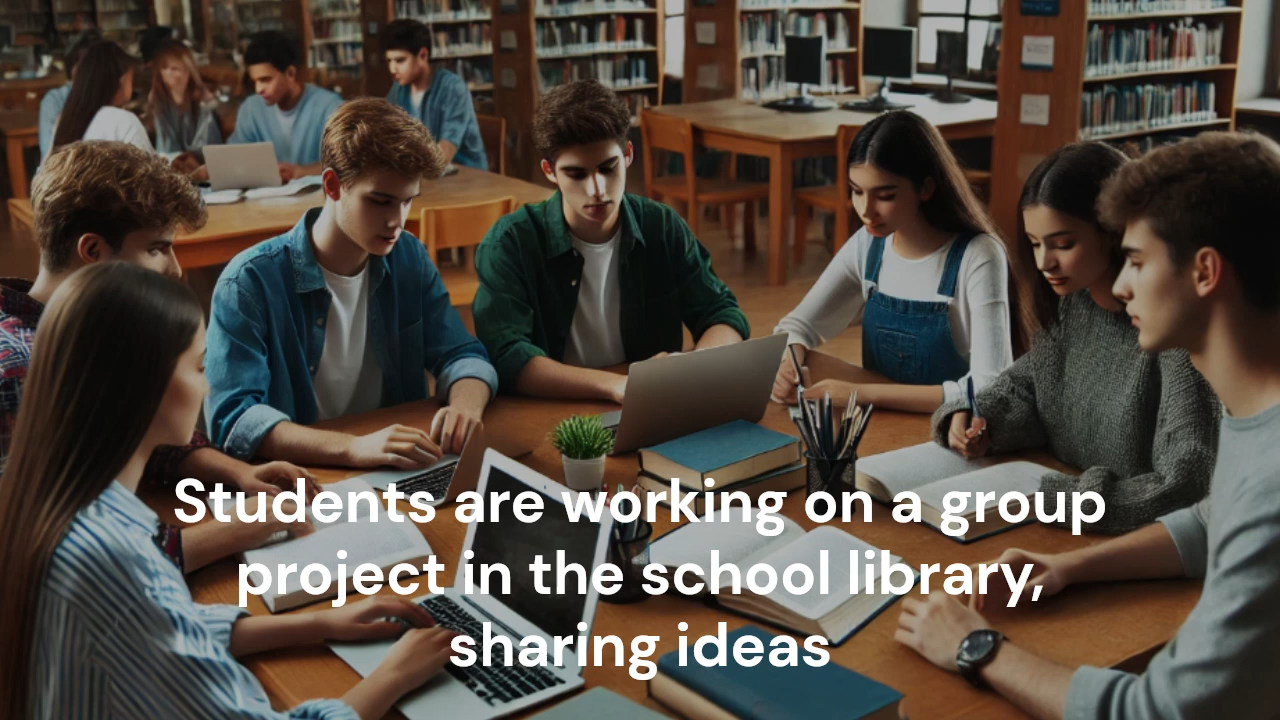 Students are working on a group
project in the school library,
sharing ideas